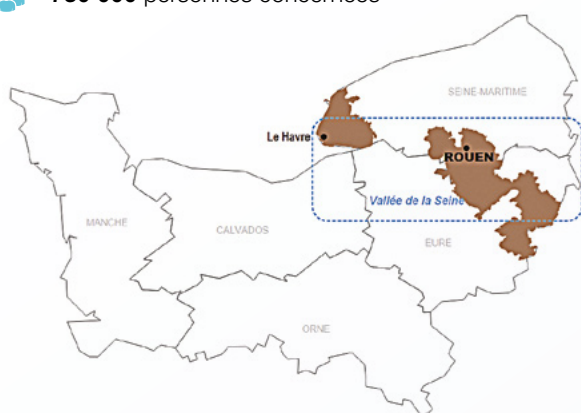 personnes concernées
SEINE-MARITIME
Le Havre
ROUEN
Vallée de la Seine
MANCHE
CALVADOS
EURE
ORNE